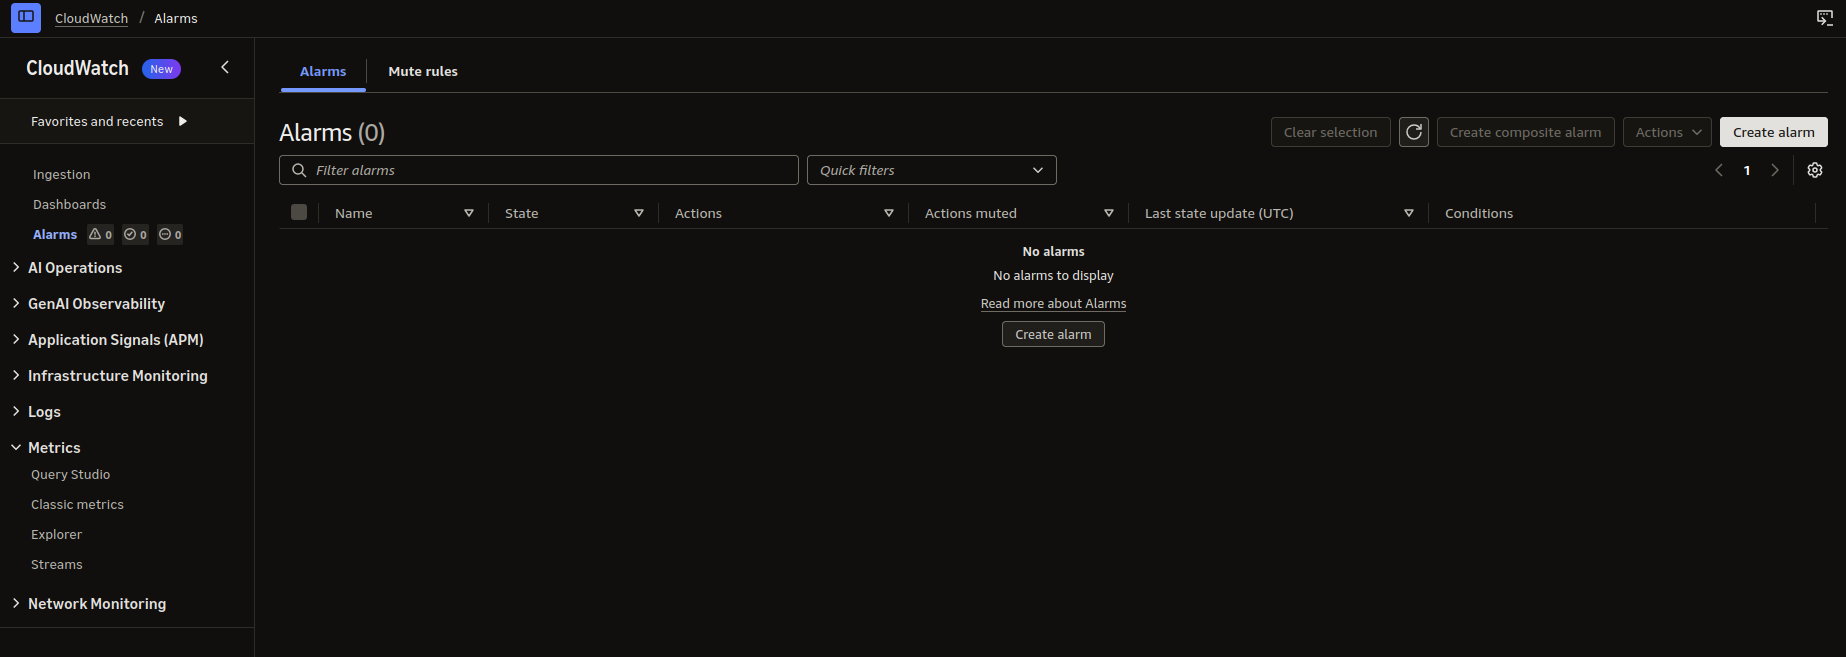 CloudWatch / Alarms
CloudWatch New
Favorites and recents
Ingestion
Dashboards
Alarms 0 0 0
AI Operations
GenAI Observability
Application Signals (APM)
Infrastructure Monitoring
Logs
Metrics
Query Studio
Classic metrics
Explorer
Streams
Network Monitoring
Alarms Mute rules
Alarms (0)
Clear selection Create composite alarm Actions Create alarm
Filter alarms Quick filters 1
Name State Actions Actions muted Last state update (UTC) Conditions
No alarms
No alarms to display
Read more about Alarms
Create alarm